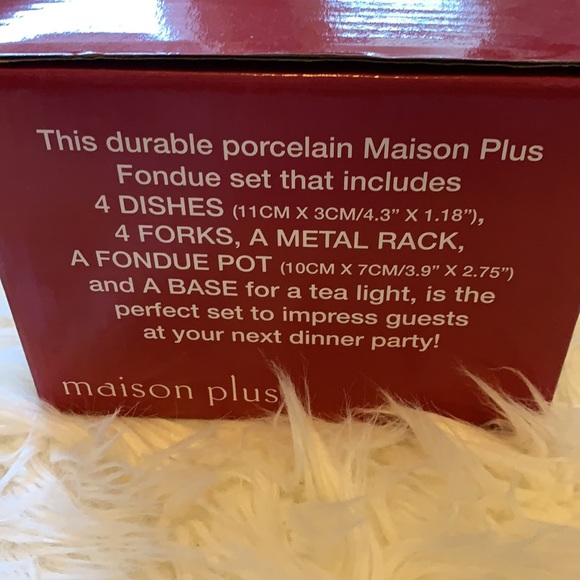 This durable porcelain Maison Plus
Fondue set that includes
4 DISHES (11CM X 3CM/4.3” X 1.18”),
4 FORKS, A METAL RACK,
A FONDUE POT (10CM X 7CM/3.9” X 2.75”)
and A BASE for a tea light, is the
perfect set to impress guests
at your next dinner party!
maison plus